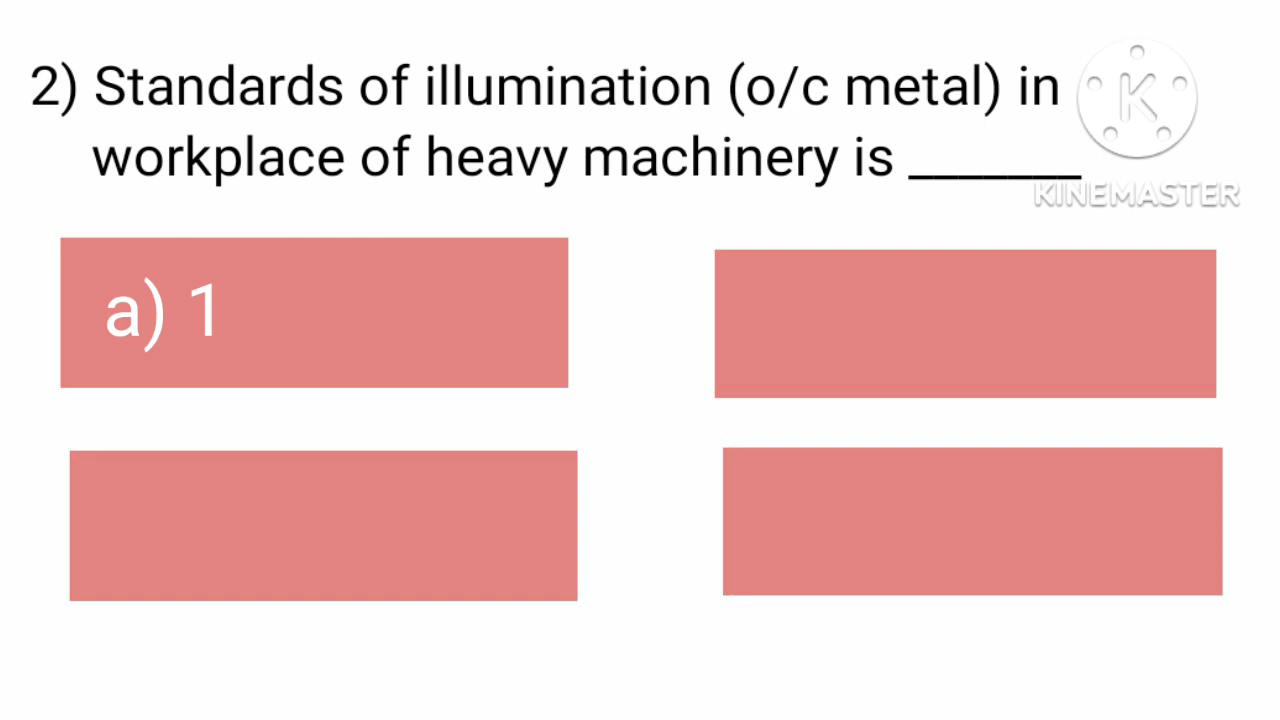 2) Standards of illumination (o/c metal) in
workplace of heavy machinery is _______
K
KINEMASTER
a) 1